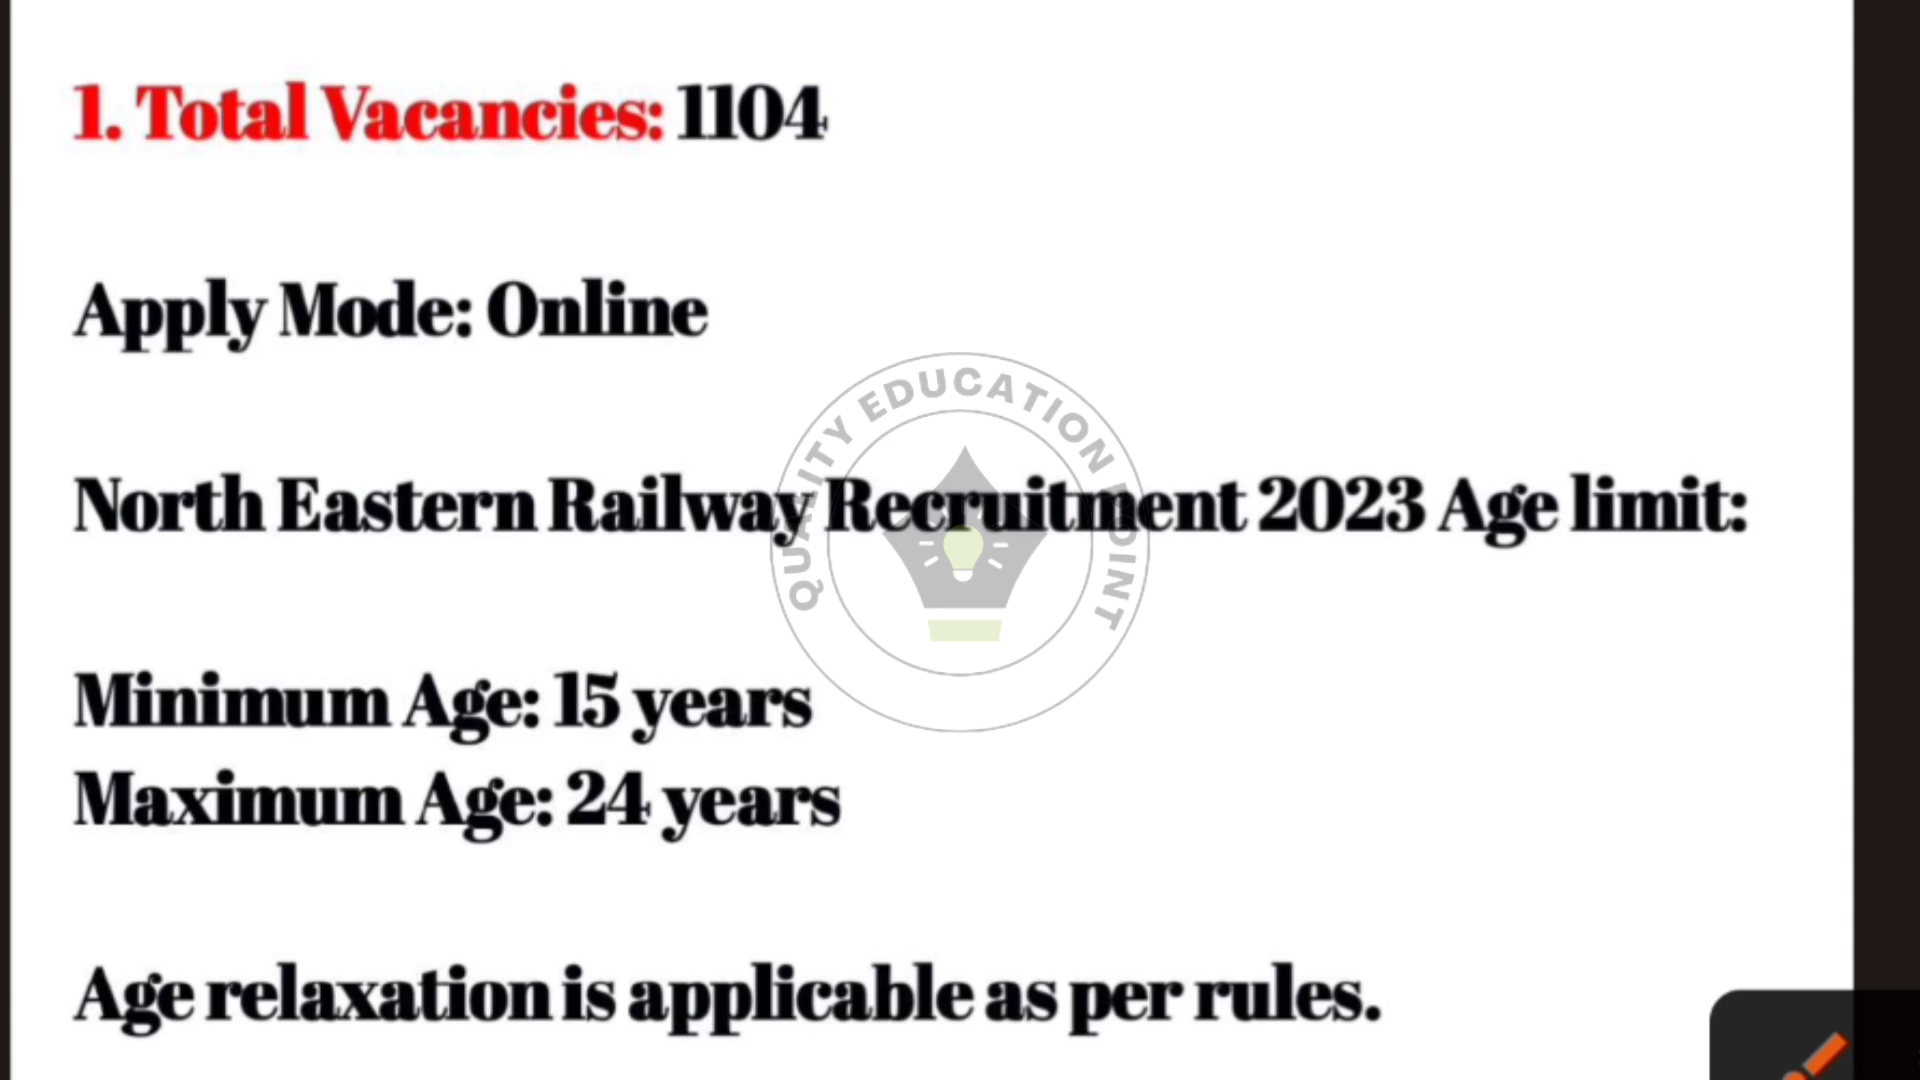 1. Total Vacancies: 1104
Apply Mode: Online
North Eastern Railway Recruitment 2023 Age limit:
Minimum Age: 15 years
Maximum Age: 24 years
Age relaxation is applicable as per rules.
QUALITY EDUCATION POINT